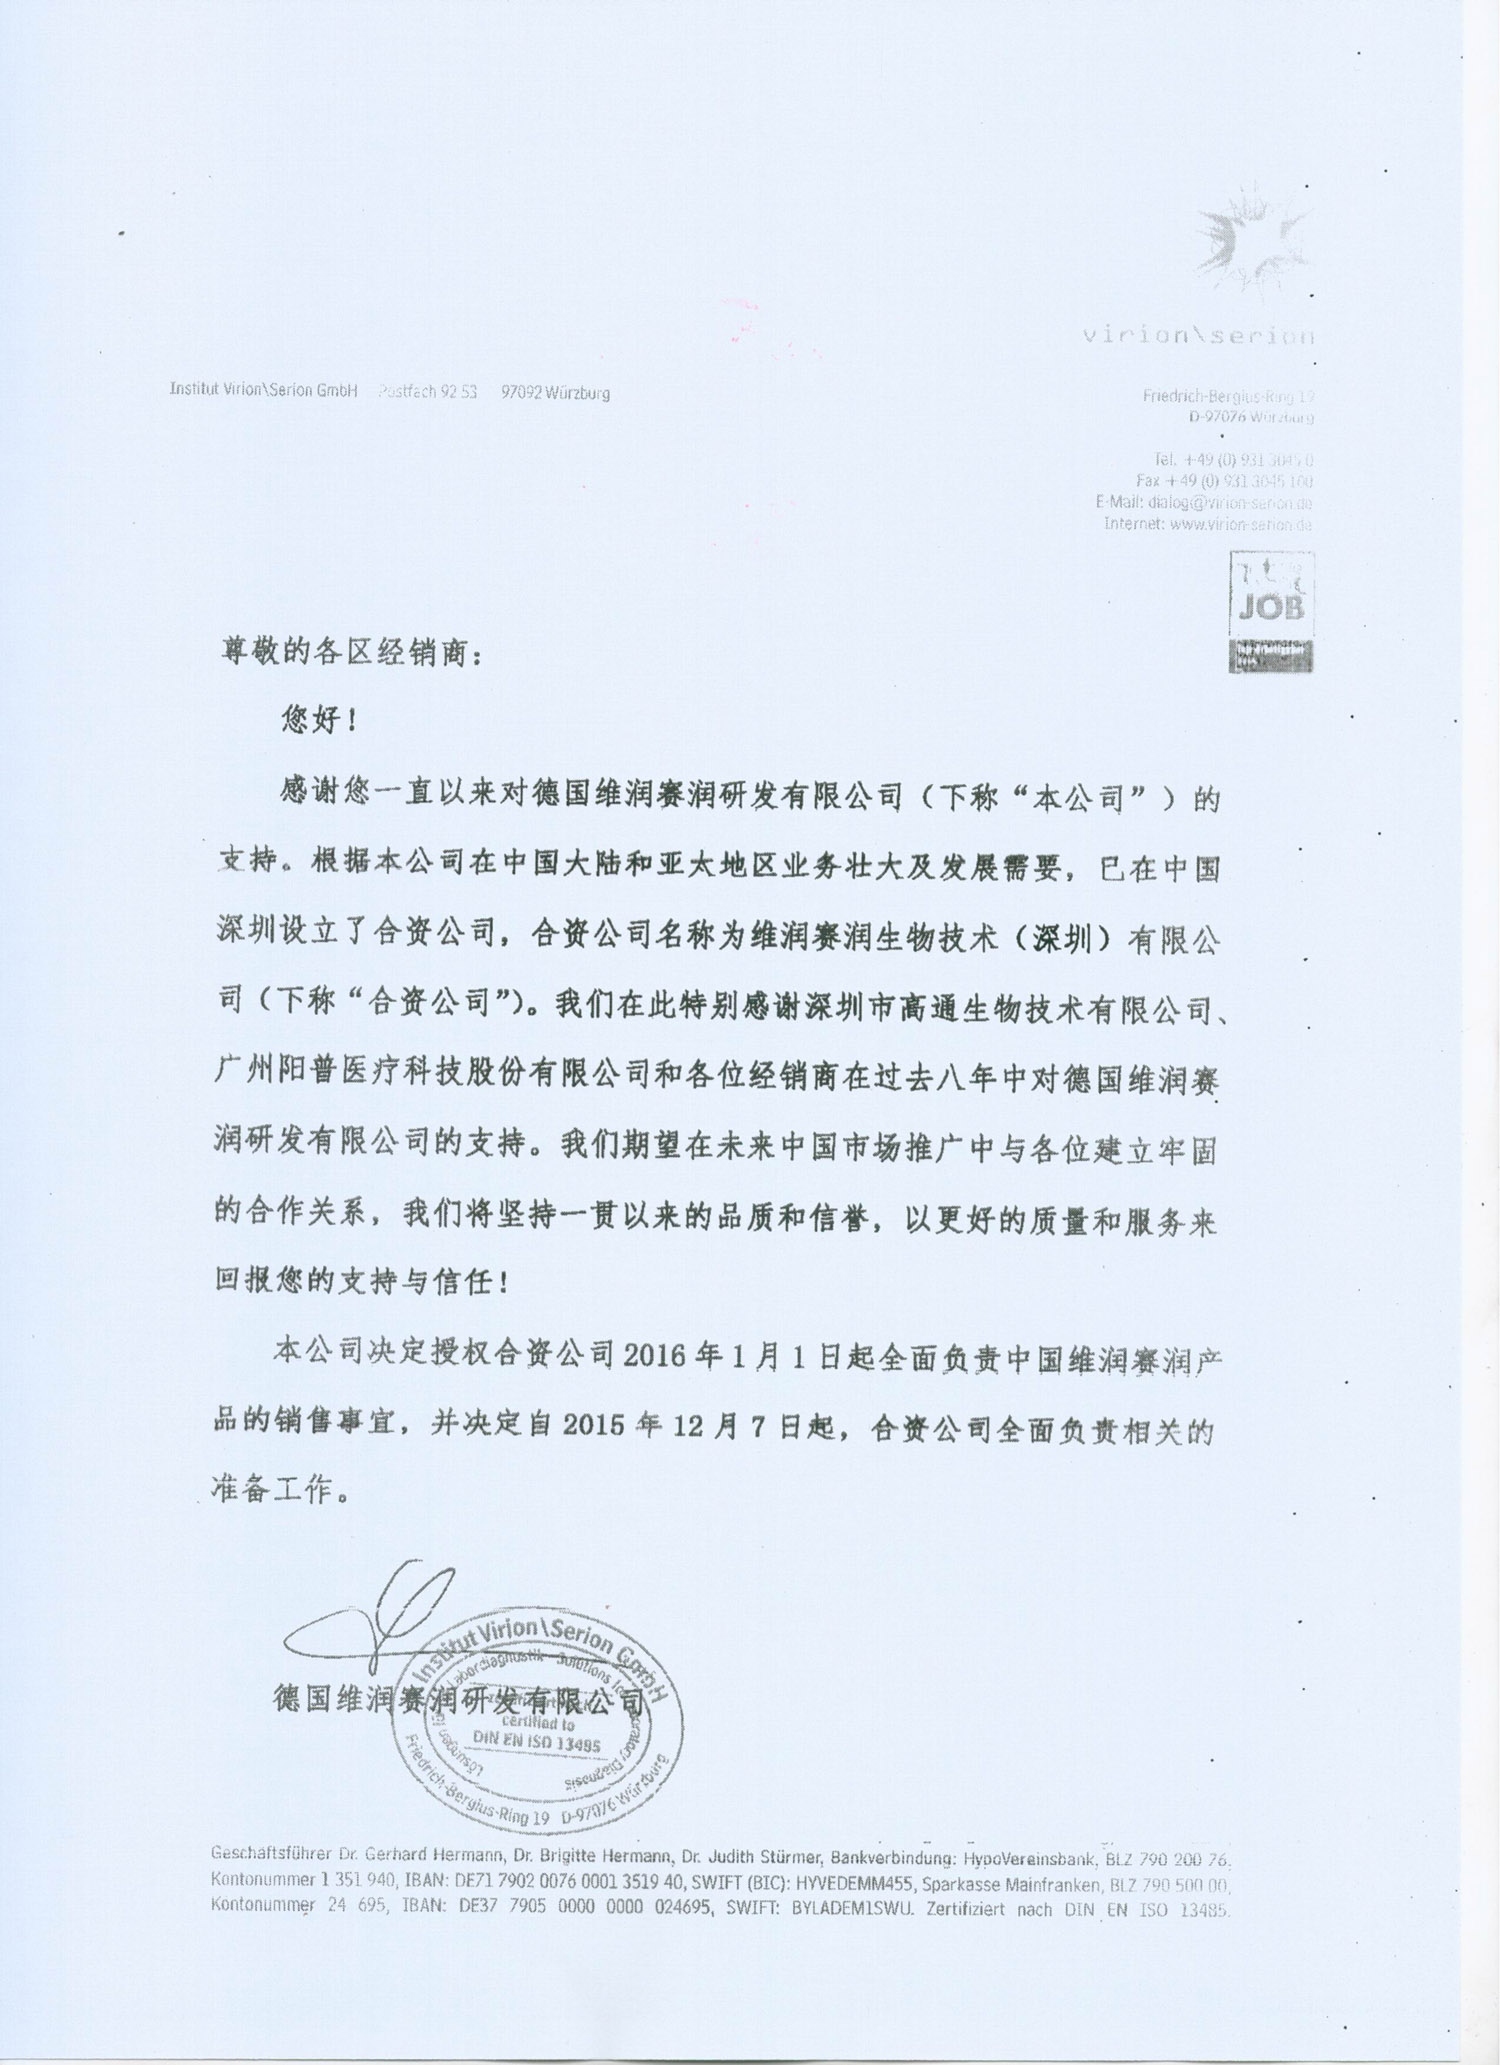 virion\serion
Institut Virion\Serion GmbH Postfach 92 53 97092 Würzburg
Friedrich-Bergius-Ring 19
D-97076 Würzburg
Tel. +49 (0) 931 3045 0
Fax +49 (0) 931 3045 100
E-Mail: dialog@virion-serion.de
Internet: www.virion-serion.de
JOB
尊敬的各区经销商：
您好！
感谢您一直以来对德国维润赛润研发有限公司（下称“本公司”）的
支持。根据本公司在中国大陆和亚太地区业务壮大及发展需要，已在中国
深圳设立了合资公司，合资公司名称为维润赛润生物技术（深圳）有限公
司（下称“合资公司”）。我们在此特别感谢深圳市高通生物技术有限公司、
广州阳普医疗科技股份有限公司和各位经销商在过去八年中对德国维润赛
润研发有限公司的支持。我们期望在未来中国市场推广中与各位建立牢固
的合作关系，我们将坚持一贯以来的品质和信誉，以更好的质量和服务来
回报您的支持与信任！
本公司决定授权合资公司 2016 年 1 月 1 日起全面负责中国维润赛润产
品的销售事宜，并决定自 2015 年 12 月 7 日起，合资公司全面负责相关的
准备工作。
德国维润赛润研发有限公司
Institut Virion\Serion GmbH
Labordiagnostik Solutions for Laboratory Diagnosis
certified to
DIN EN ISO 13485
Lösungen für
Friedrich-Bergius-Ring 19 D-97076 Würzburg
Geschäftsführer Dr. Gerhard Hermann, Dr. Brigitte Hermann, Dr. Judith Stürmer, Bankverbindung: HypoVereinsbank, BLZ 790 200 76,
Kontonummer 1 351 940, IBAN: DE71 7902 0076 0001 3519 40, SWIFT (BIC): HYVEDEMM455, Sparkasse Mainfranken, BLZ 790 500 00,
Kontonummer 24 695, IBAN: DE37 7905 0000 0000 024695, SWIFT: BYLADEM1SWU. Zertifiziert nach DIN EN ISO 13485.